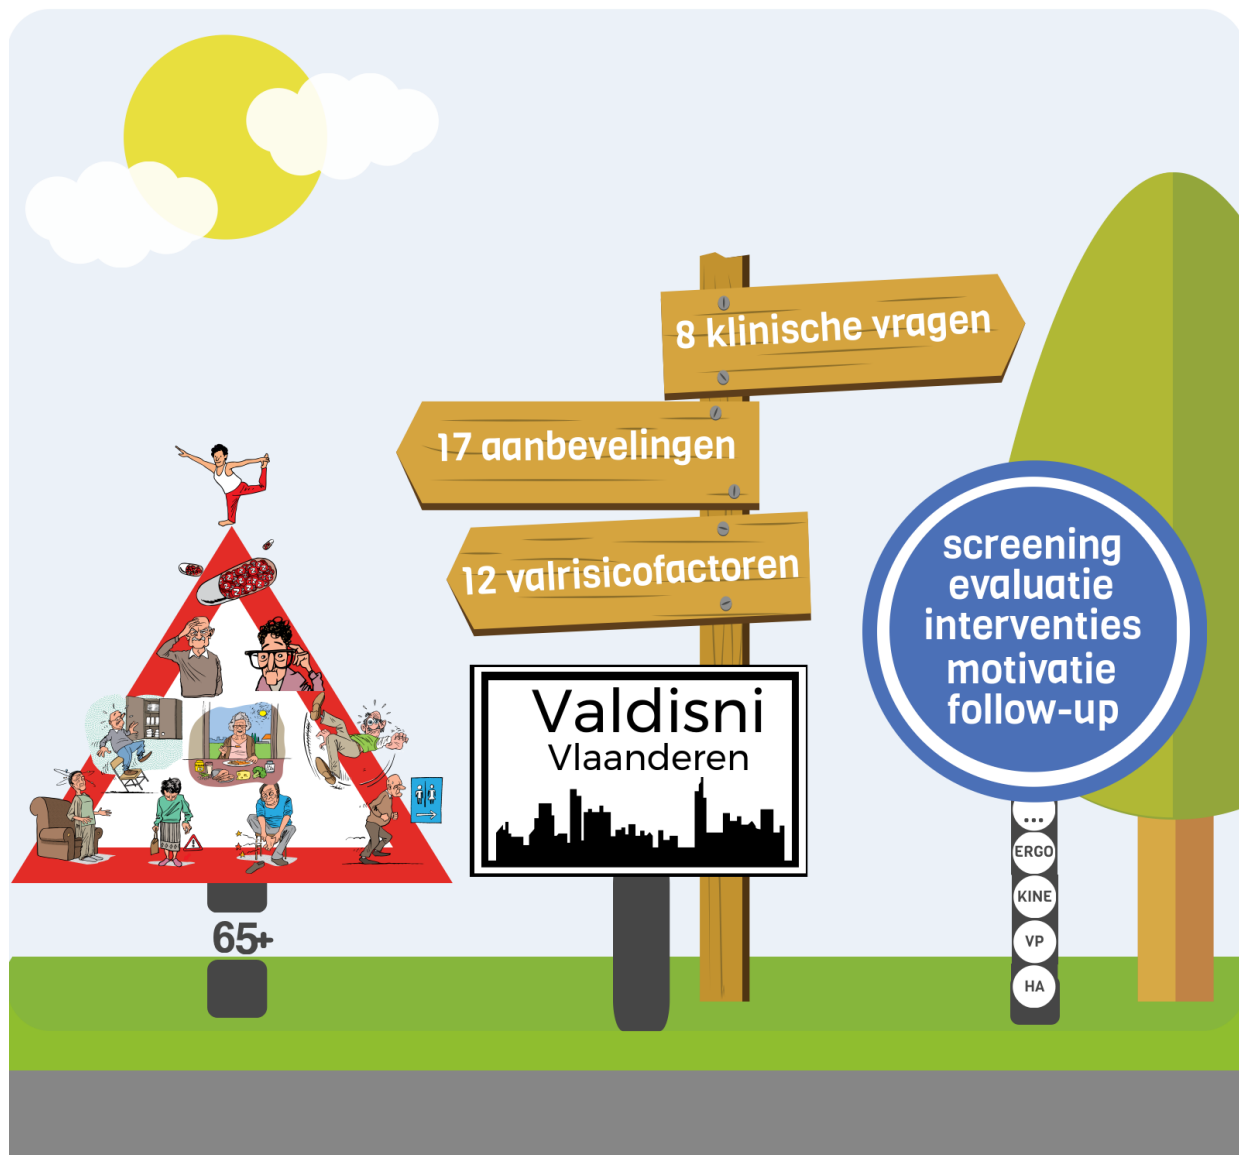 8 klinische vragen
17 aanbevelingen
12 valrisicofactoren
Valdisni
Vlaanderen
screening
evaluatie
interventies
motivatie
follow-up
...
ERGO
KINE
VP
HA
65+